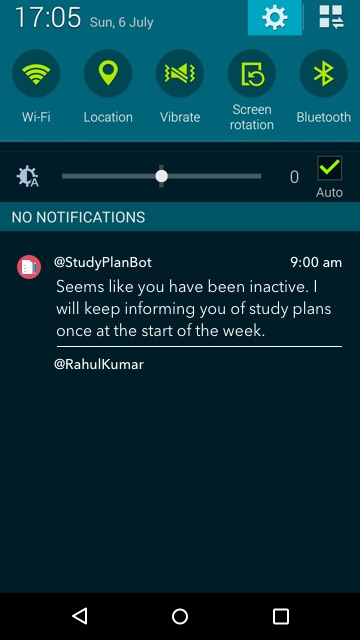 17:05 Sun, 6 July
Wi-Fi
Location
Vibrate
Screen
rotation
Bluetooth
A
0
Auto
NO NOTIFICATIONS
@StudyPlanBot 9:00 am
Seems like you have been inactive. I
will keep informing you of study plans
once at the start of the week.
@RahulKumar